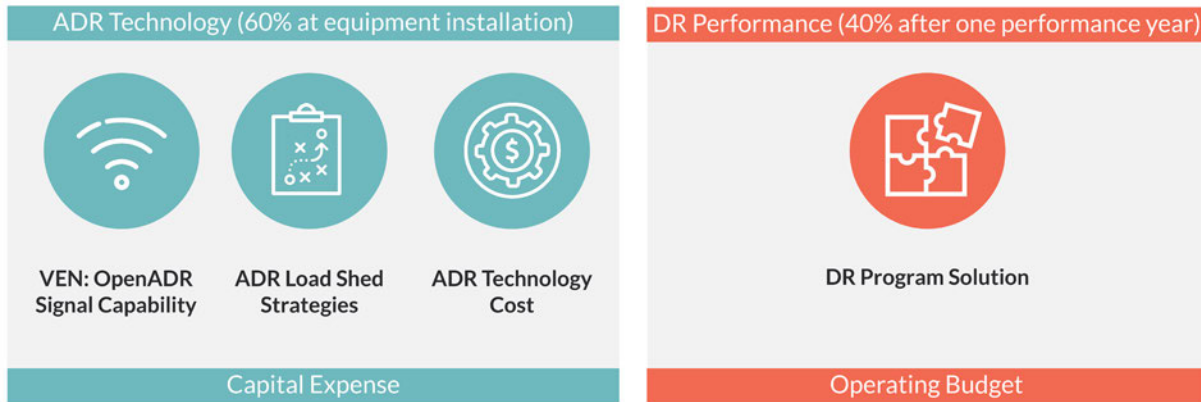 ADR Technology (60% at equipment installation)
VEN: OpenADR
Signal Capability
ADR Load Shed
Strategies
$
ADR Technology
Cost
Capital Expense
DR Performance (40% after one performance year)
DR Program Solution
Operating Budget